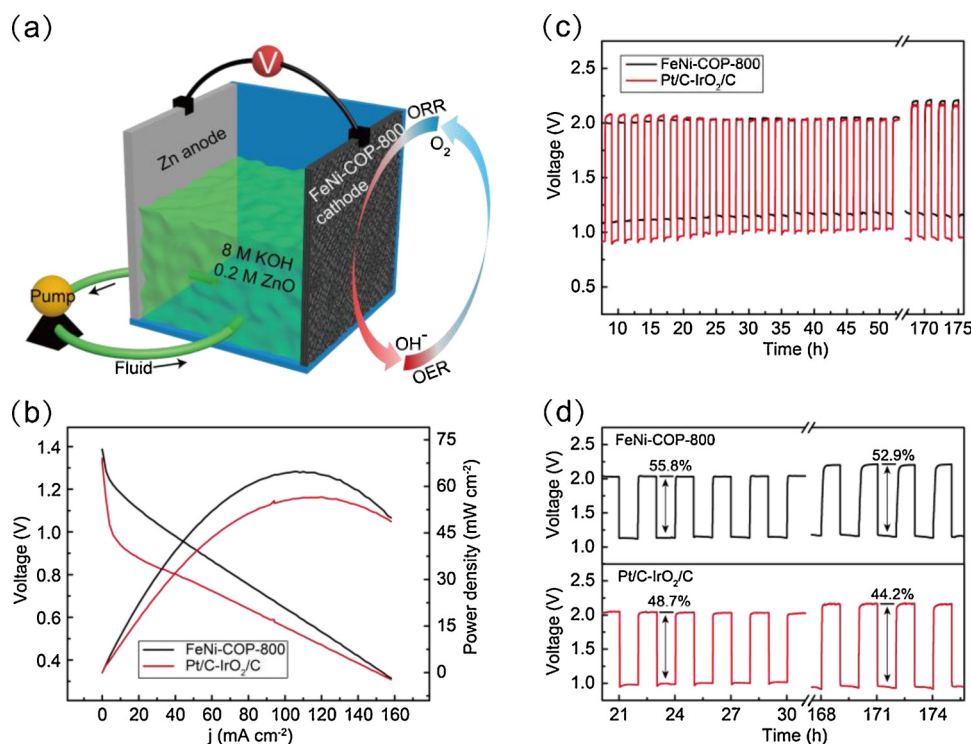 (a)
V
Zn anode
FeNi-COP-800
cathode
ORR
O₂
8 M KOH
0.2 M ZnO
Pump
Fluid
OH⁻
OER
(b)
Voltage (V)
1.4
1.2
1.0
0.8
0.6
0.4
Power density (mW cm⁻²)
75
60
45
30
15
0
FeNi-COP-800
Pt/C-IrO₂/C
0 20 40 60 80 100 120 140 160
j (mA cm⁻²)
(c)
Voltage (V)
2.5
2.0
1.5
1.0
0.5
FeNi-COP-800
Pt/C-IrO₂/C
10 15 20 25 30 35 40 45 50 170 175
Time (h)
(d)
FeNi-COP-800
55.8%
52.9%
Voltage (V)
2.0
1.5
1.0
Pt/C-IrO₂/C
48.7%
44.2%
Voltage (V)
2.0
1.5
1.0
21 24 27 30 168 171 174
Time (h)